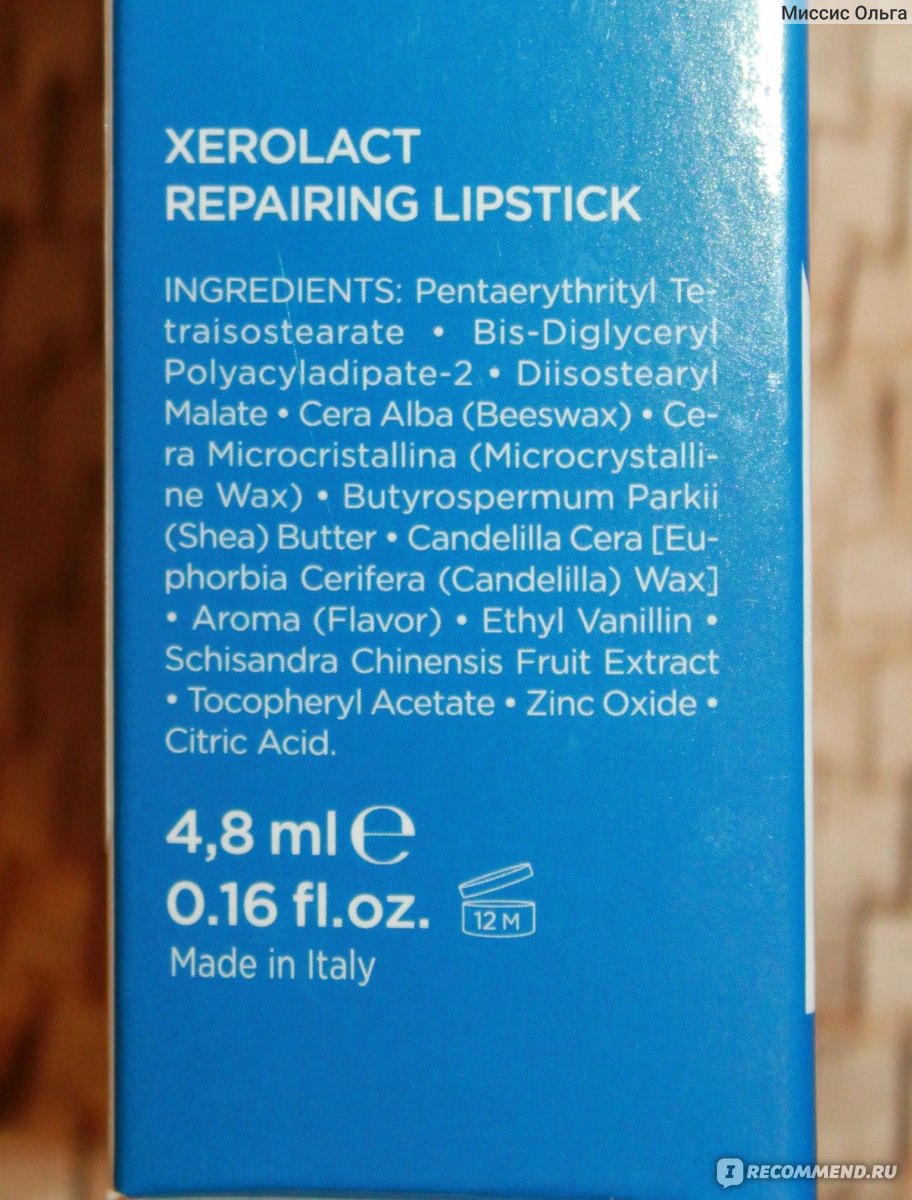 Миссис Ольга
XEROLACT
REPAIRING LIPSTICK
INGREDIENTS: Pentaerythrityl Te-
traisostearate • Bis-Diglyceryl
Polyacyladipate-2 • Diisostearyl
Malate • Cera Alba (Beeswax) • Ce-
ra Microcristallina (Microcrystalli-
ne Wax) • Butyrospermum Parkii
(Shea) Butter • Candelilla Cera [Eu-
phorbia Cerifera (Candelilla) Wax]
• Aroma (Flavor) • Ethyl Vanillin •
Schisandra Chinensis Fruit Extract
• Tocopheryl Acetate • Zinc Oxide •
Citric Acid.
4,8 ml e
0.16 fl.oz. 12 M
Made in Italy
I RECOMMEND.RU